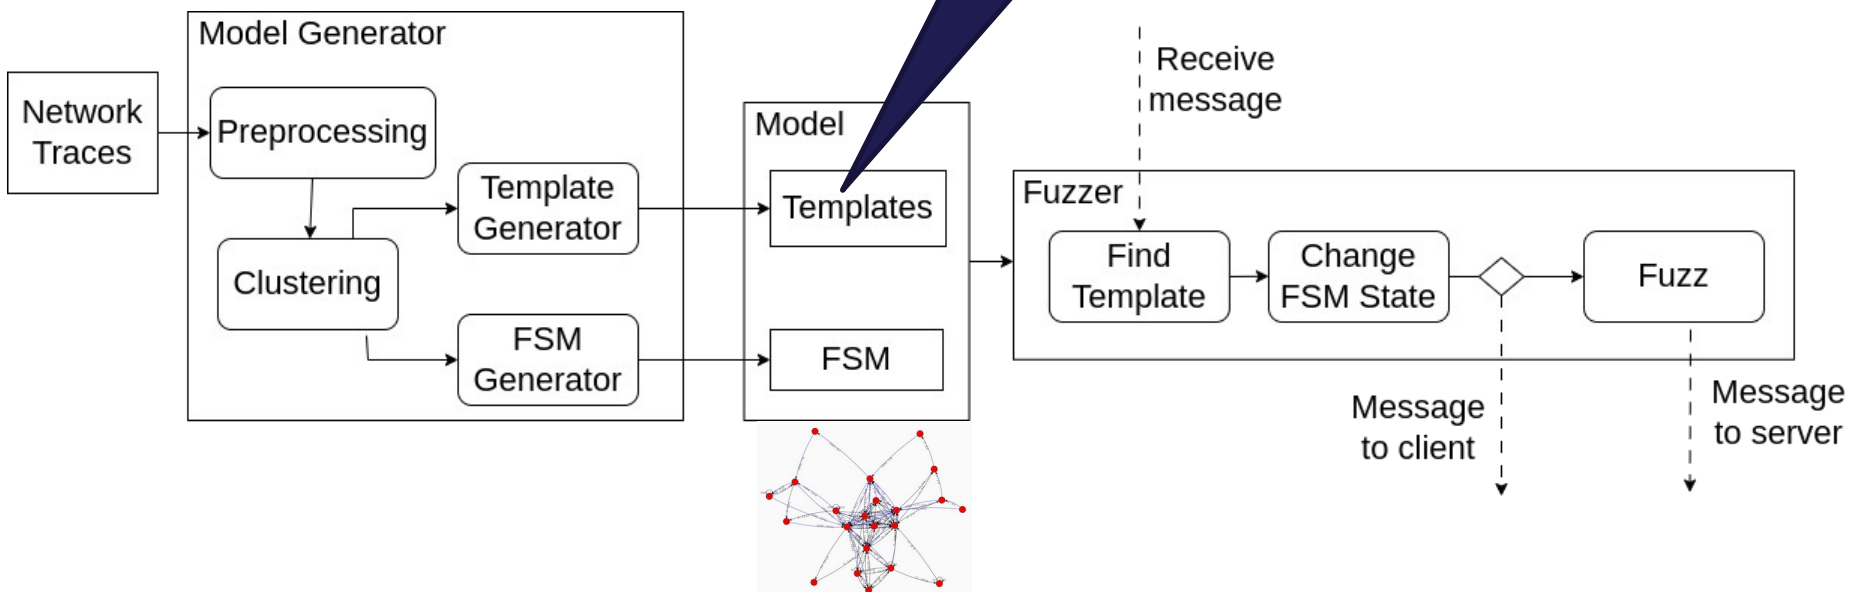 Network
Traces
Model Generator
Preprocessing
Clustering
Template
Generator
FSM
Generator
Model
Templates
FSM
Receive
message
Fuzzer
Find
Template
Change
FSM State
Fuzz
Message
to client
Message
to server